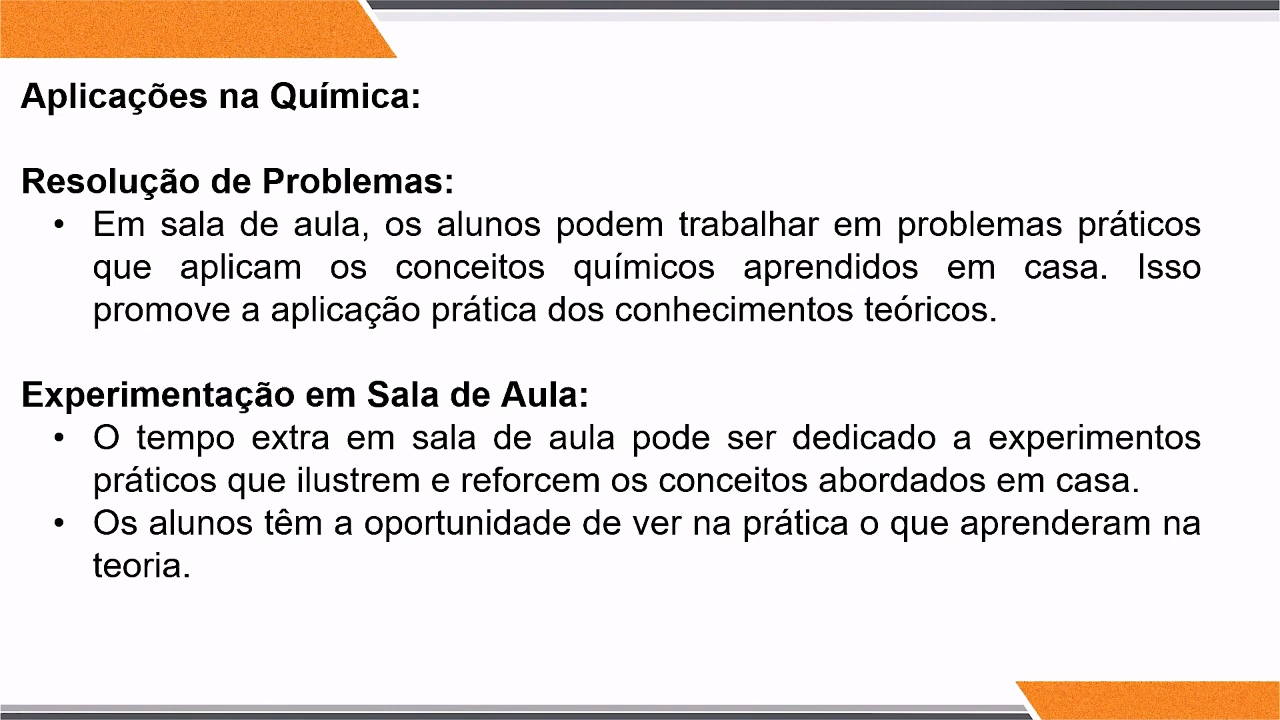 Aplicações na Química:
Resolução de Problemas:
• Em sala de aula, os alunos podem trabalhar em problemas práticos
que aplicam os conceitos químicos aprendidos em casa. Isso
promove a aplicação prática dos conhecimentos teóricos.
Experimentação em Sala de Aula:
• O tempo extra em sala de aula pode ser dedicado a experimentos
práticos que ilustrem e reforcem os conceitos abordados em casa.
• Os alunos têm a oportunidade de ver na prática o que aprenderam na
teoria.